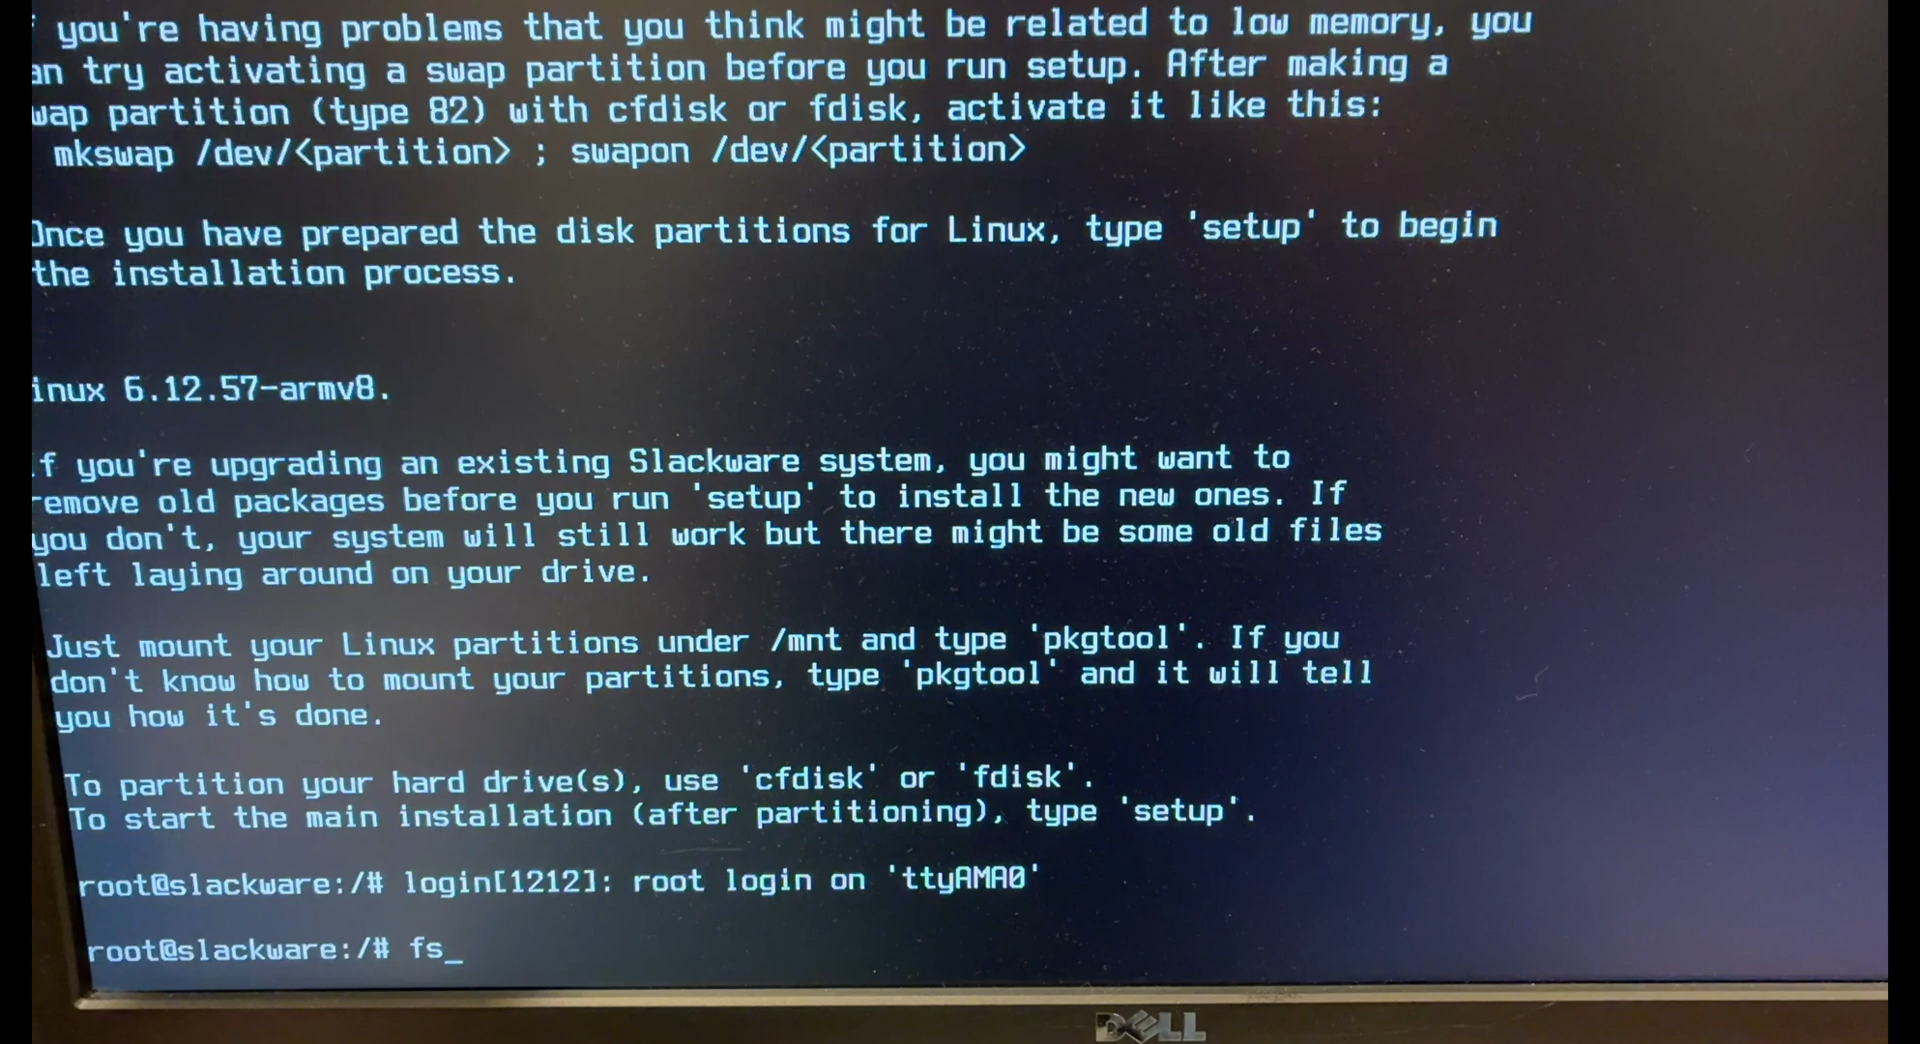 you're having problems that you think might be related to low memory, you
an try activating a swap partition before you run setup. After making a
wap partition (type 82) with cfdisk or fdisk, activate it like this:
mkswap /dev/<partition> ; swapon /dev/<partition>
Once you have prepared the disk partitions for Linux, type 'setup' to begin
the installation process.
inux 6.12.57-armv8.
f you're upgrading an existing Slackware system, you might want to
remove old packages before you run 'setup' to install the new ones. If
you don't, your system will still work but there might be some old files
left laying around on your drive.
Just mount your Linux partitions under /mnt and type 'pkgtool'. If you
don't know how to mount your partitions, type 'pkgtool' and it will tell
you how it's done.
To partition your hard drive(s), use 'cfdisk' or 'fdisk'.
To start the main installation (after partitioning), type 'setup'.
root@slackware:/# login[1212]: root login on 'ttyAMA0'
root@slackware:/# fs_
DELL